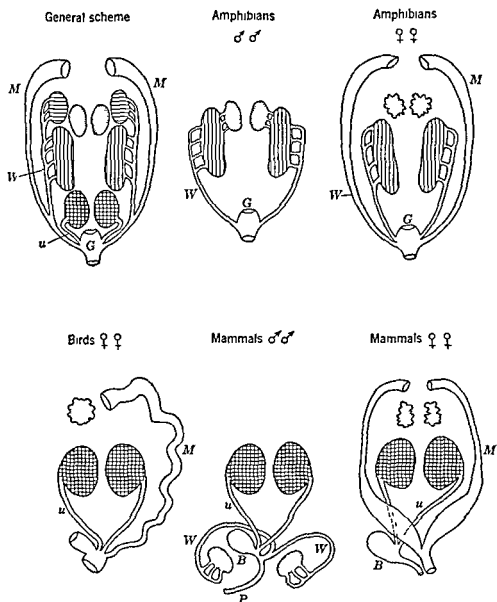 General scheme
M
M
W
u
G
Amphibians
♂ ♂
W
G
Amphibians
♀ ♀
M
W
G
Birds ♀ ♀
M
u
Mammals ♂♂
u
W
W
B
P
Mammals ♀ ♀
M
u
B